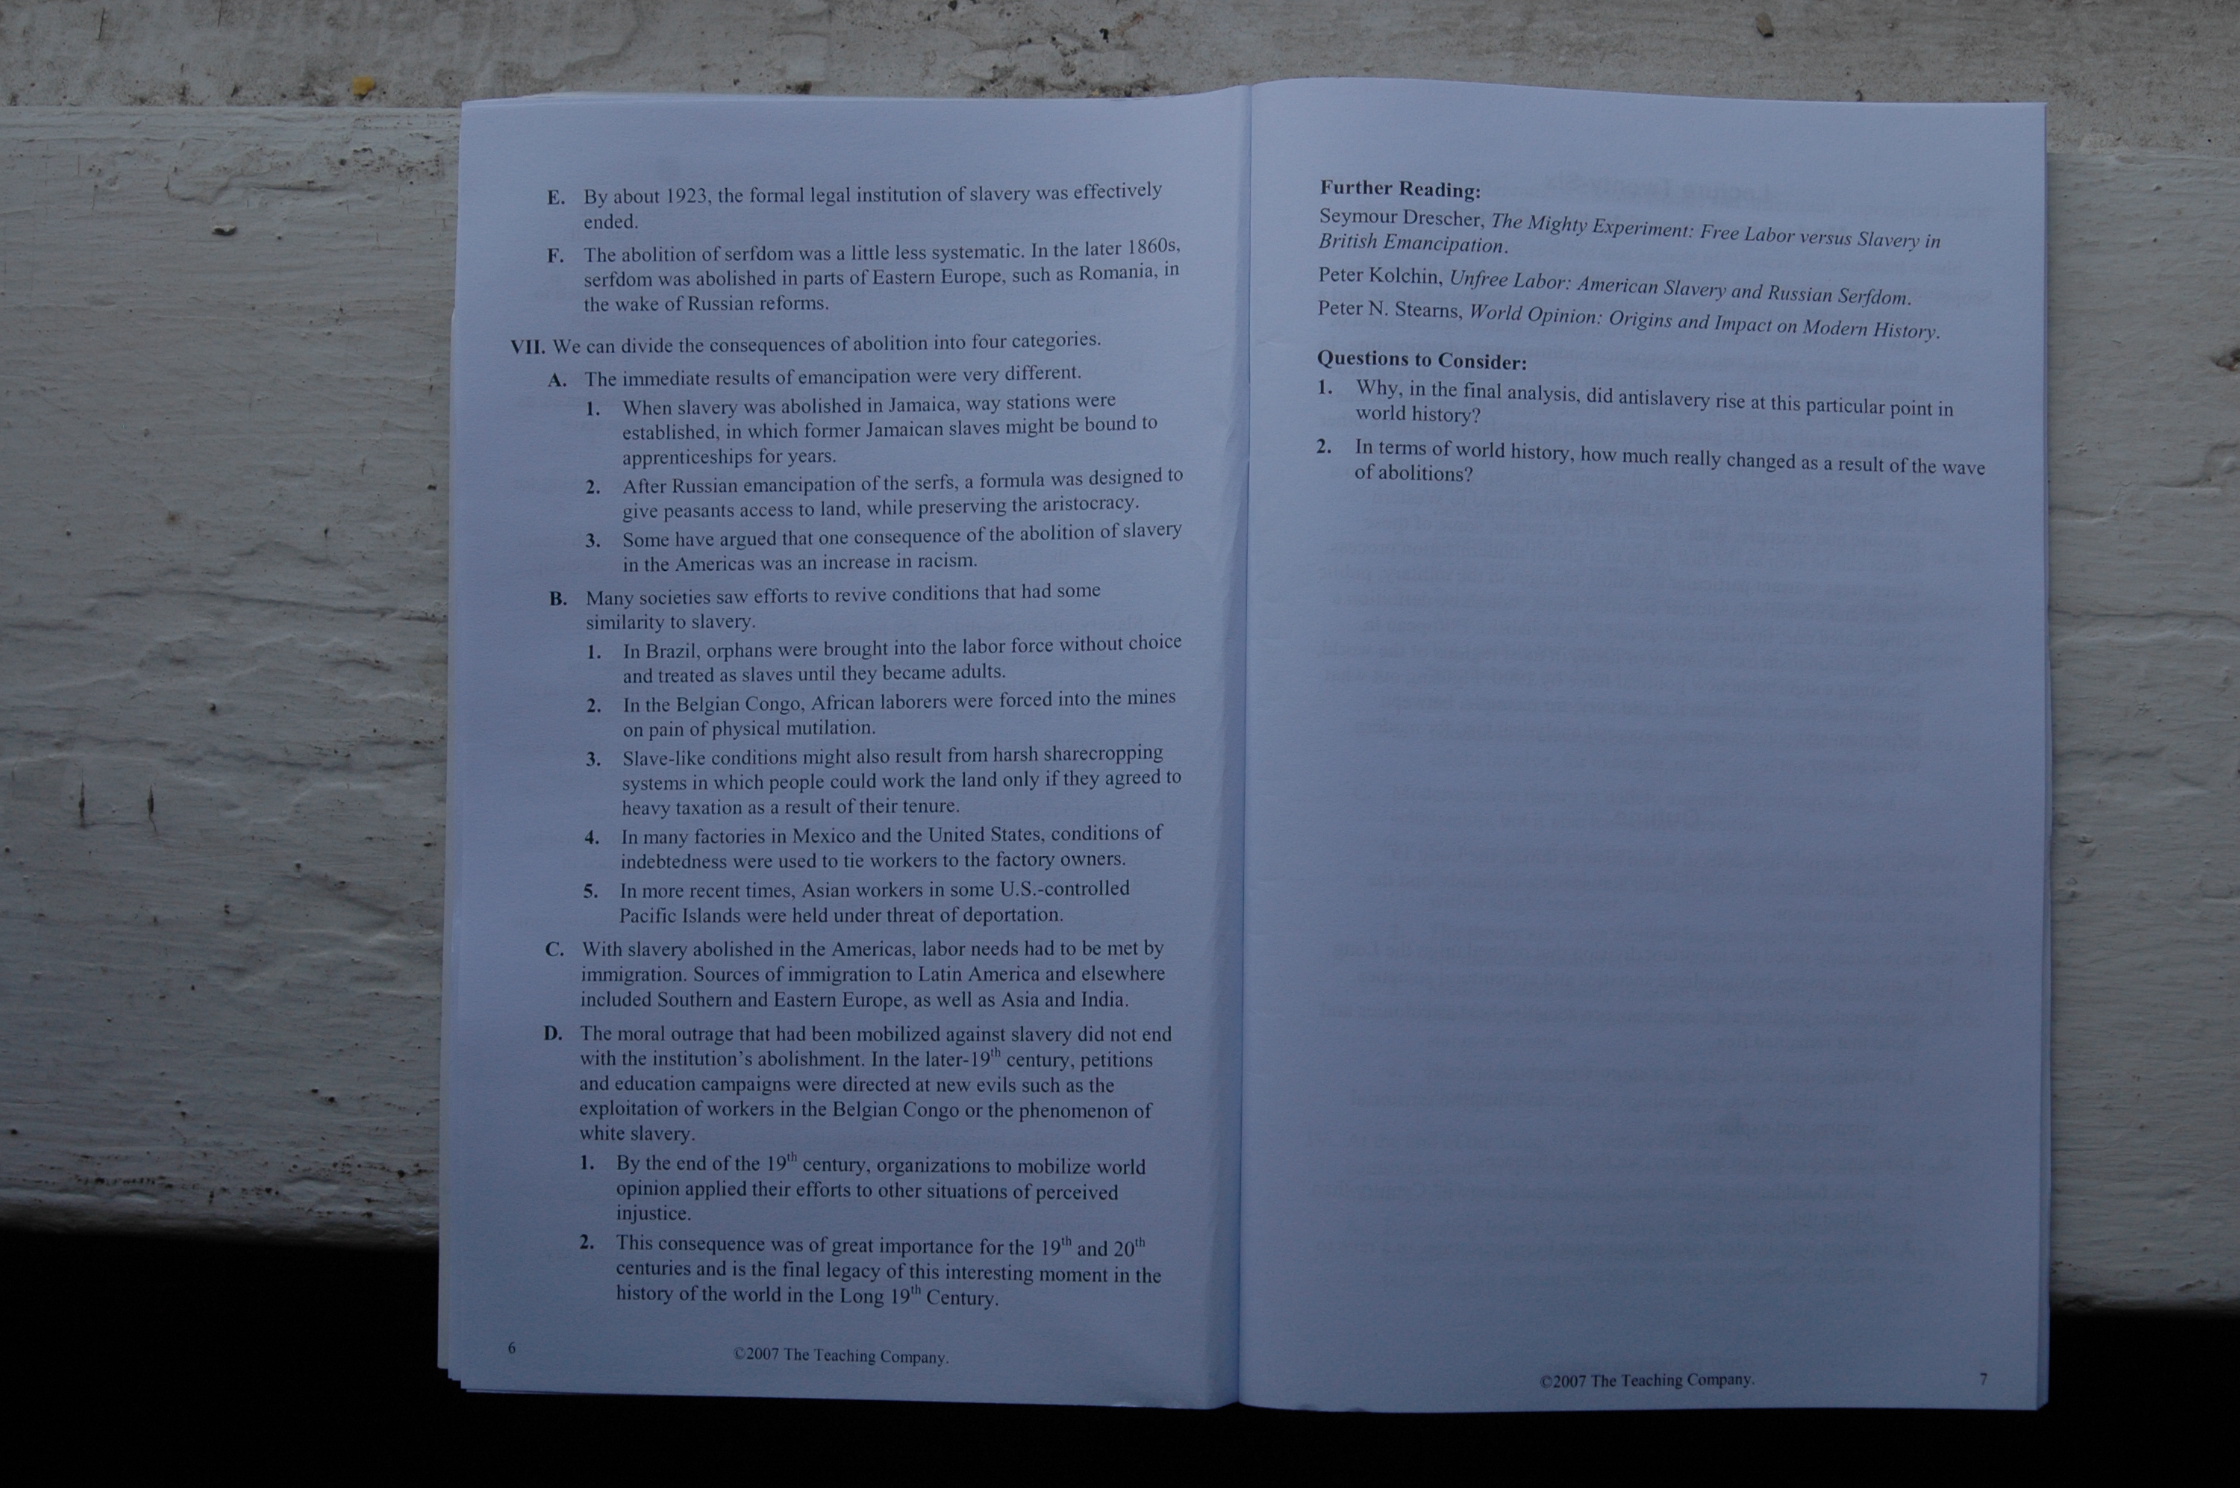 E. By about 1923, the formal legal institution of slavery was effectively
ended.
F. The abolition of serfdom was a little less systematic. In the later 1860s,
serfdom was abolished in parts of Eastern Europe, such as Romania, in
the wake of Russian reforms.
VII. We can divide the consequences of abolition into four categories.
A. The immediate results of emancipation were very different.
1. When slavery was abolished in Jamaica, way stations were
established, in which former Jamaican slaves might be bound to
apprenticeships for years.
2. After Russian emancipation of the serfs, a formula was designed to
give peasants access to land, while preserving the aristocracy.
3. Some have argued that one consequence of the abolition of slavery
in the Americas was an increase in racism.
B. Many societies saw efforts to revive conditions that had some
similarity to slavery.
1. In Brazil, orphans were brought into the labor force without choice
and treated as slaves until they became adults.
2. In the Belgian Congo, African laborers were forced into the mines
on pain of physical mutilation.
3. Slave-like conditions might also result from harsh sharecropping
systems in which people could work the land only if they agreed to
heavy taxation as a result of their tenure.
4. In many factories in Mexico and the United States, conditions of
indebtedness were used to tie workers to the factory owners.
5. In more recent times, Asian workers in some U.S.-controlled
Pacific Islands were held under threat of deportation.
C. With slavery abolished in the Americas, labor needs had to be met by
immigration. Sources of immigration to Latin America and elsewhere
included Southern and Eastern Europe, as well as Asia and India.
D. The moral outrage that had been mobilized against slavery did not end
with the institution's abolishment. In the later-19th century, petitions
and education campaigns were directed at new evils such as the
exploitation of workers in the Belgian Congo or the phenomenon of
white slavery.
1. By the end of the 19th century, organizations to mobilize world
opinion applied their efforts to other situations of perceived
injustice.
2. This consequence was of great importance for the 19th and 20th
centuries and is the final legacy of this interesting moment in the
history of the world in the Long 19th Century.
6 ©2007 The Teaching Company.
Further Reading:
Seymour Drescher, The Mighty Experiment: Free Labor versus Slavery in
British Emancipation.
Peter Kolchin, Unfree Labor: American Slavery and Russian Serfdom.
Peter N. Stearns, World Opinion: Origins and Impact on Modern History.
Questions to Consider:
1. Why, in the final analysis, did antislavery rise at this particular point in
world history?
2. In terms of world history, how much really changed as a result of the wave
of abolitions?
©2007 The Teaching Company. 7